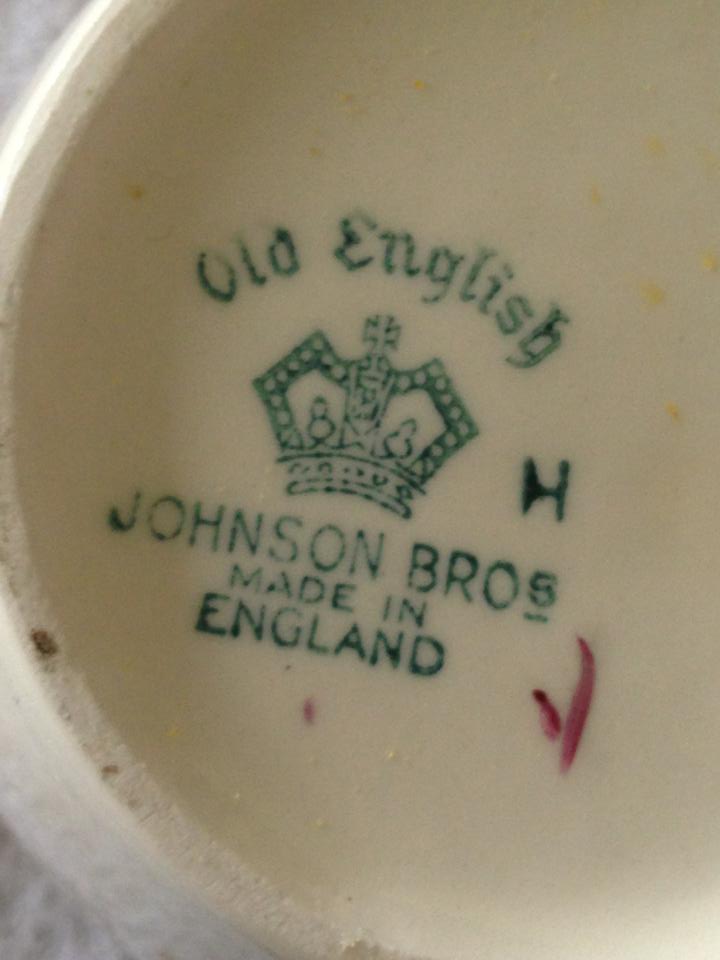 Old English
H
JOHNSON BROS
MADE IN
ENGLAND